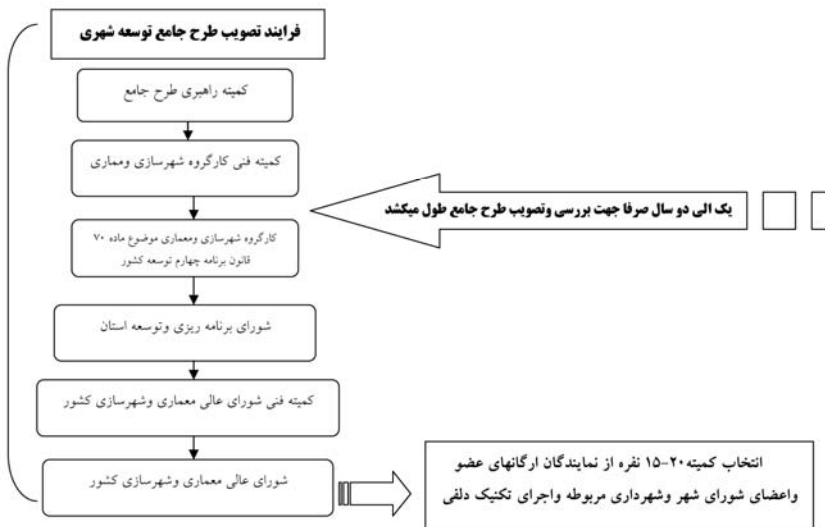 فرایند تصویب طرح جامع توسعه شهری
کمیته راهبری طرح جامع
کمیته فنی کارگروه شهرسازی ومماری
یک الی دو سال صرفا جهت بررسی وتصویب طرح جامع طول میکشد
کارگروه شهرسازی ومعماری موضوع ماده ۷۰
قانون برنامه چهارم توسعه کشور
شورای برنامه ریزی وتوسعه استان
کمیته فنی شورای عالی معماری وشهرسازی کشور
شورای عالی معماری وشهرسازی کشور
انتخاب کمیته۲۰-۱۵ نفره از نمایندگان ارگانهای عضو
واعضای شورای شهر وشهرداری مربوطه واجرای تکنیک دلفی